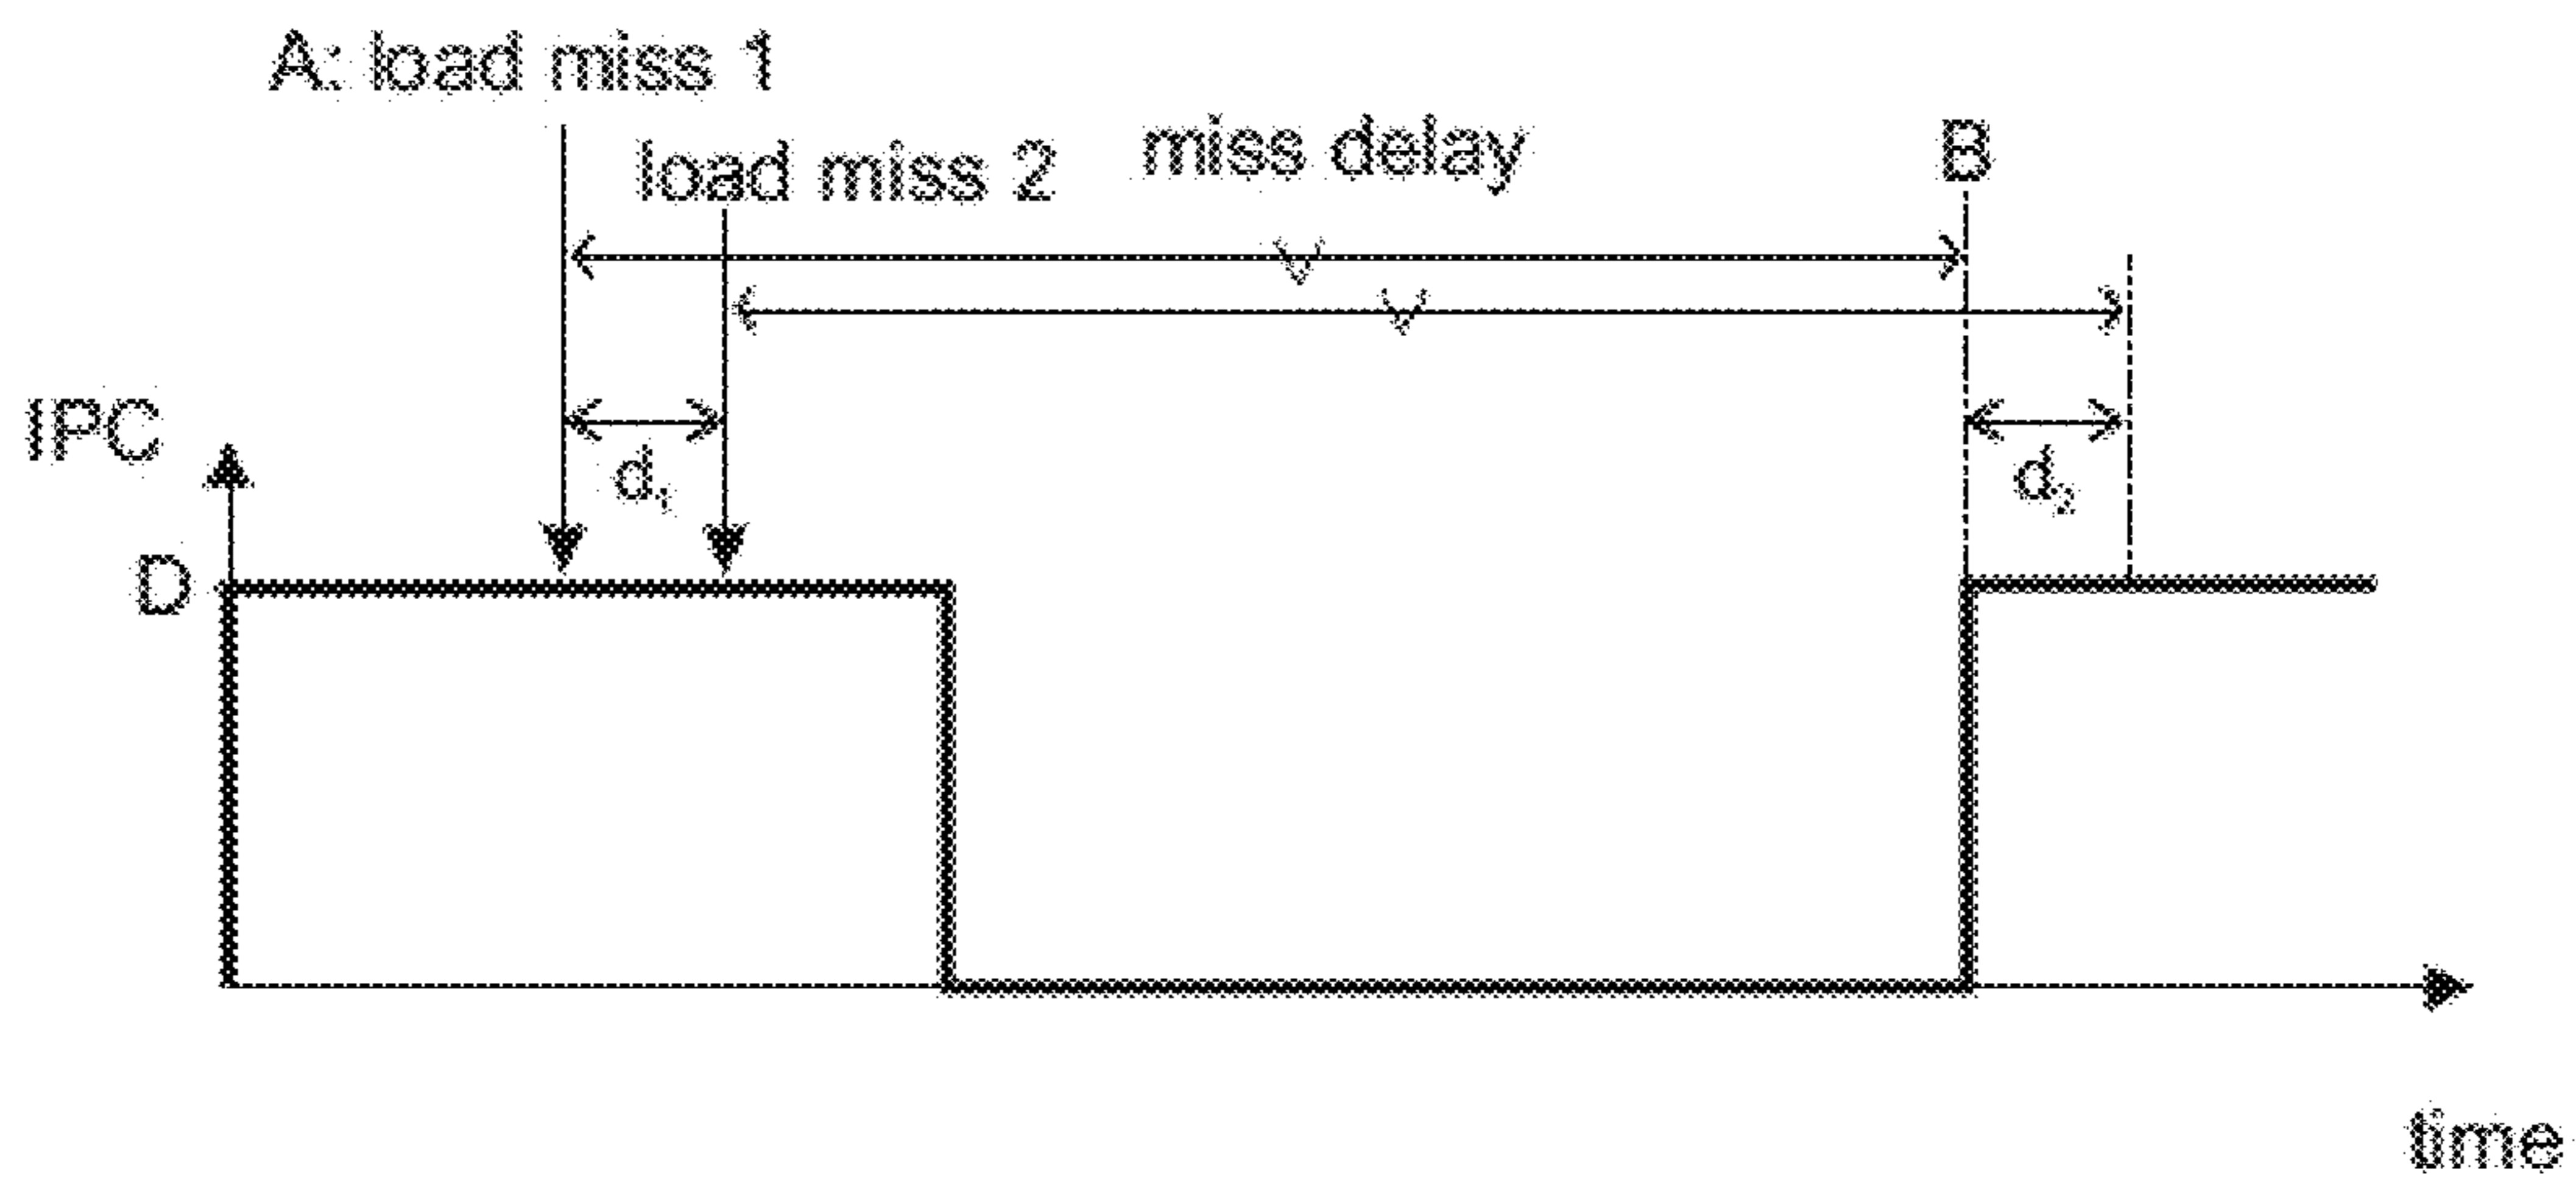 A: load miss 1
load miss 2
miss delay
B
IPC
d₁
d₂
D
time